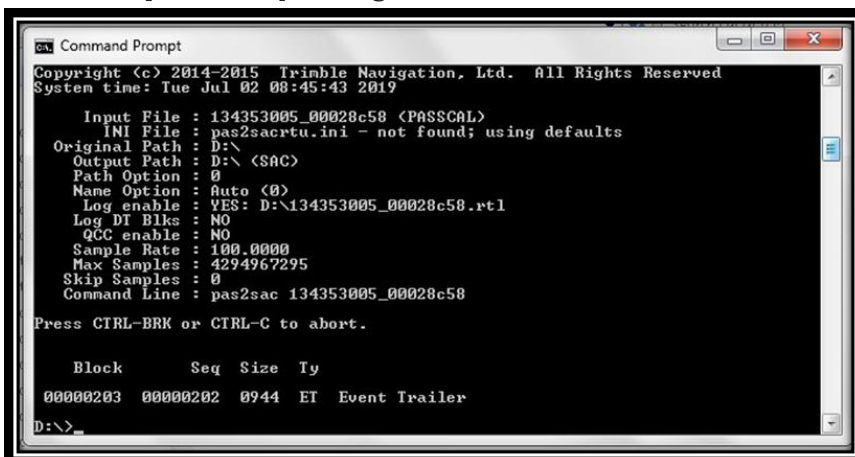 Command Prompt
Copyright (c) 2014-2015 Trimble Navigation, Ltd. All Rights Reserved
System time: Tue Jul 02 08:45:43 2019
Input File : 134353005_00028c58 (PASSCAL)
INI File : pas2sacrtu.ini - not found; using defaults
Original Path : D:\
Output Path : D:\ (SAC)
Path Option : 0
Name Option : Auto (0)
Log enable : YES: D:\134353005_00028c58.rtl
Log DT Blks : NO
QCC enable : NO
Sample Rate : 100.0000
Max Samples : 4294967295
Skip Samples : 0
Command Line : pas2sac 134353005_00028c58
Press CTRL-BRK or CTRL-C to abort.
Block Seq Size Ty
00000203 00000202 0944 ET Event Trailer
D:\>_